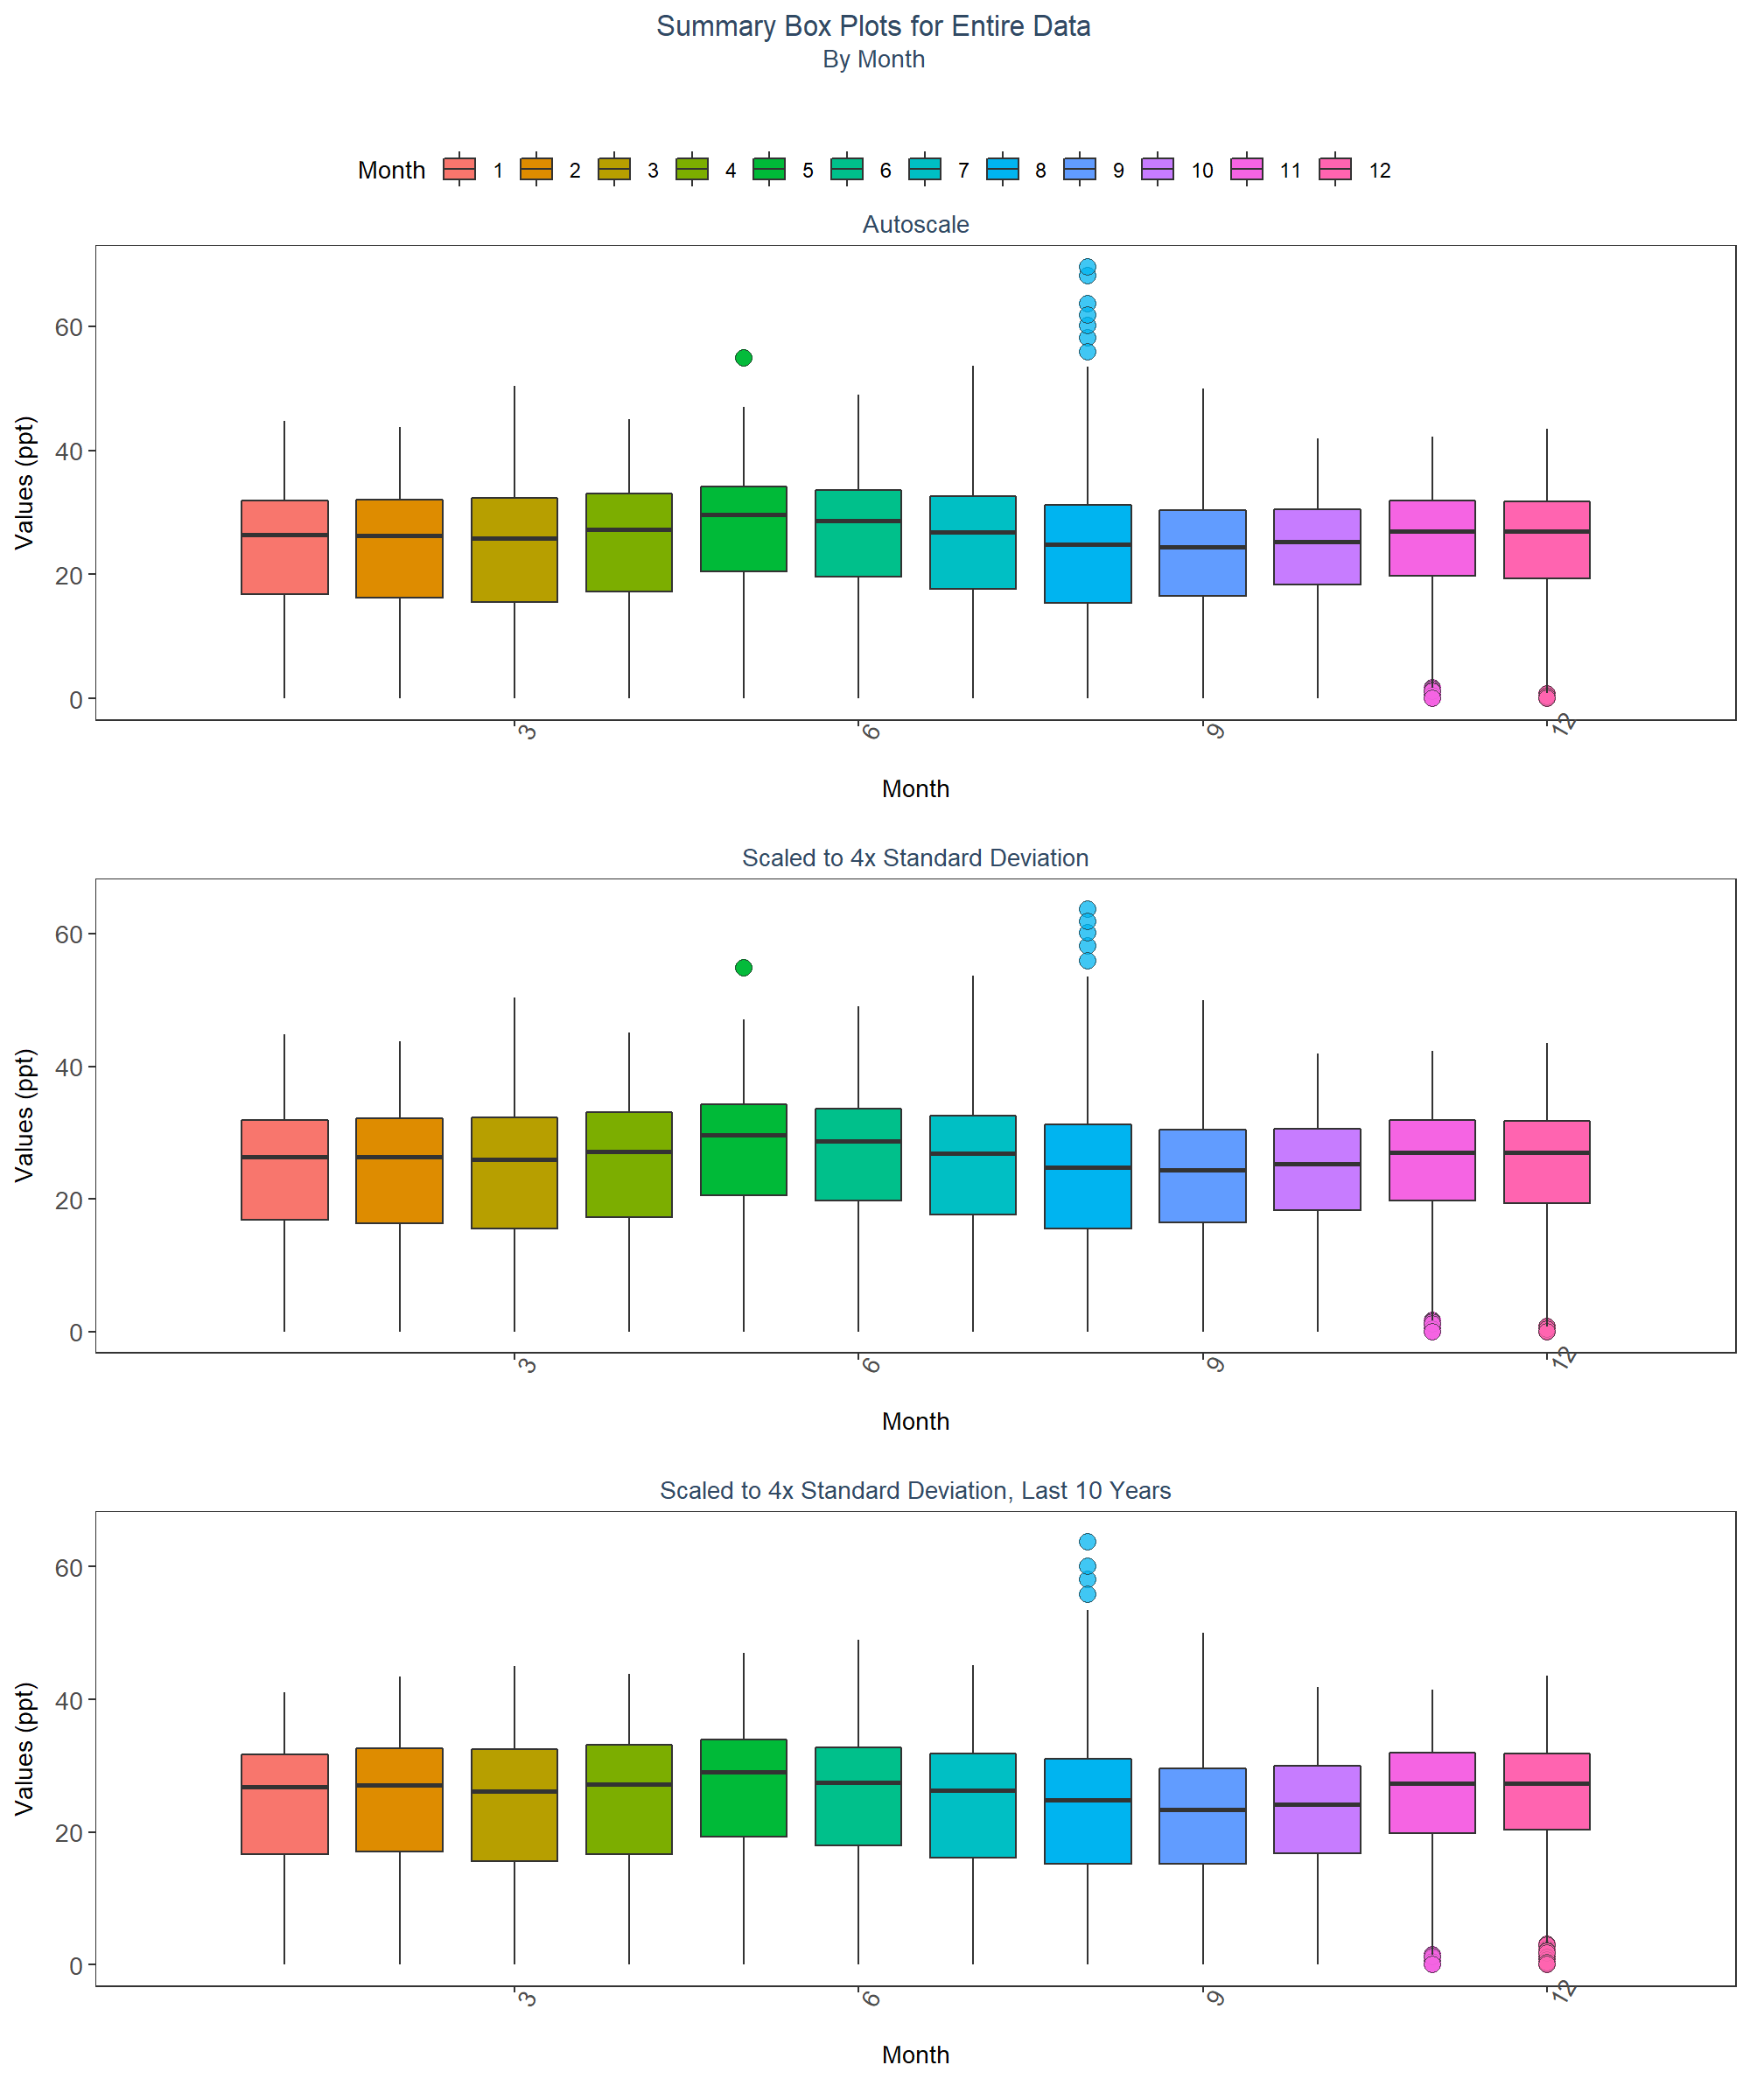 Summary Box Plots for Entire Data
By Month
Month 1 2 3 4 5 6 7 8 9 10 11 12
Autoscale
Values (ppt)
60
40
20
0
3 6 9 12
Month
Scaled to 4x Standard Deviation
Values (ppt)
60
40
20
0
3 6 9 12
Month
Scaled to 4x Standard Deviation, Last 10 Years
Values (ppt)
60
40
20
0
3 6 9 12
Month